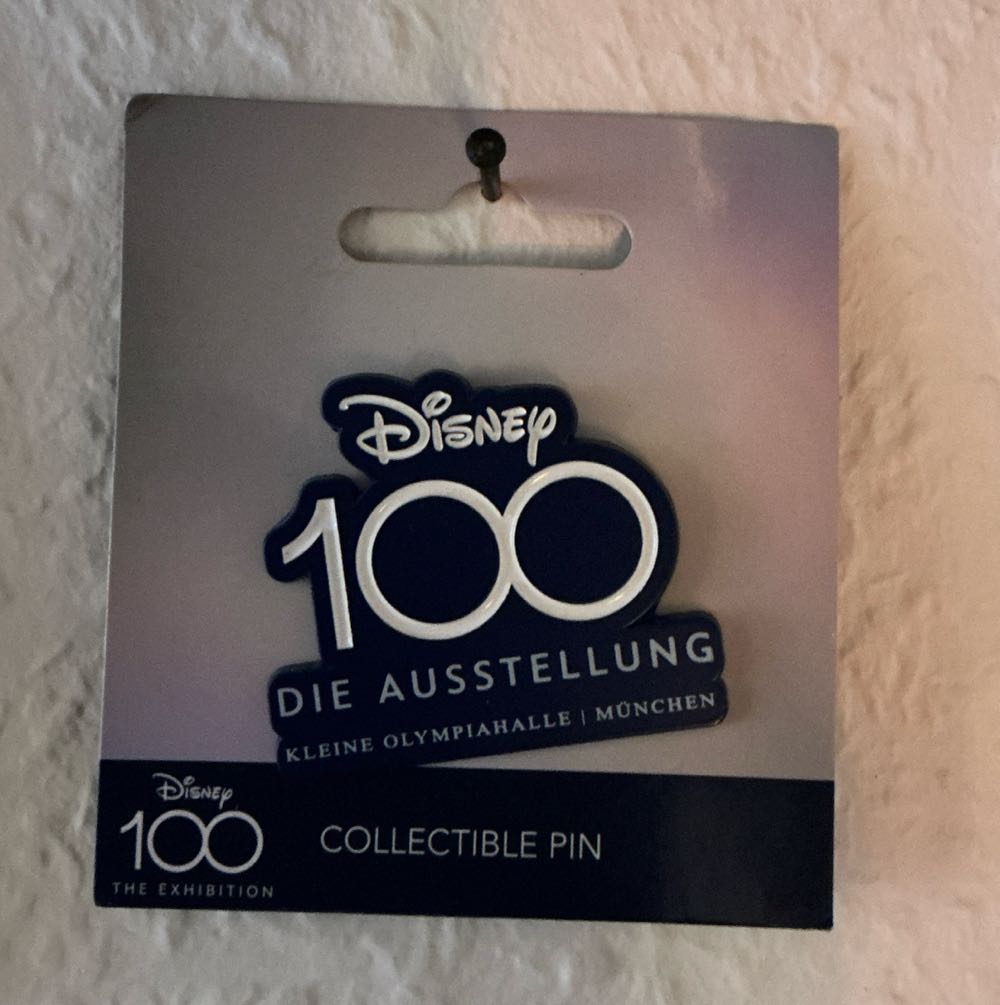 Disney
100
DIE AUSSTELLUNG
KLEINE OLYMPIAHALLE | MÜNCHEN
Disney
100
THE EXHIBITION
COLLECTIBLE PIN